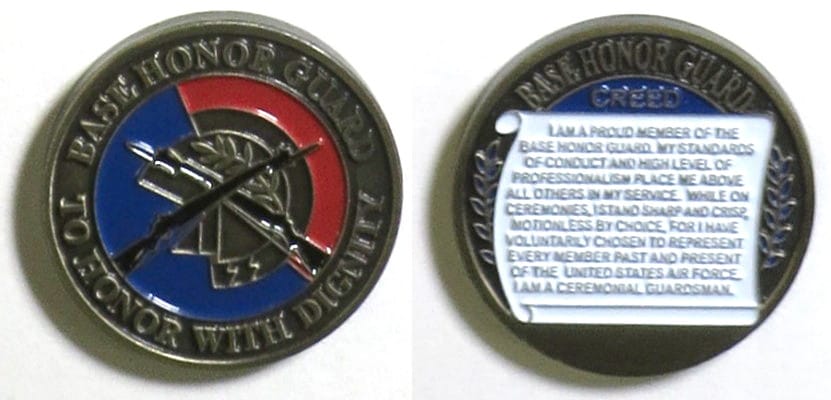 BASE HONOR GUARD
TO HONOR WITH DIGNITY
BASE HONOR GUARD
CREED
I AM A PROUD MEMBER OF THE
BASE HONOR GUARD. MY STANDARDS
OF CONDUCT AND HIGH LEVEL OF
PROFESSIONALISM PLACE ME ABOVE
ALL OTHERS IN MY SERVICE. WHILE ON
CEREMONIES, I STAND SHARP AND CRISP,
MOTIONLESS BY CHOICE, FOR I HAVE
VOLUNTARILY CHOSEN TO REPRESENT
EVERY MEMBER PAST AND PRESENT
OF THE UNITED STATES AIR FORCE.
I AM A CEREMONIAL GUARDSMAN.